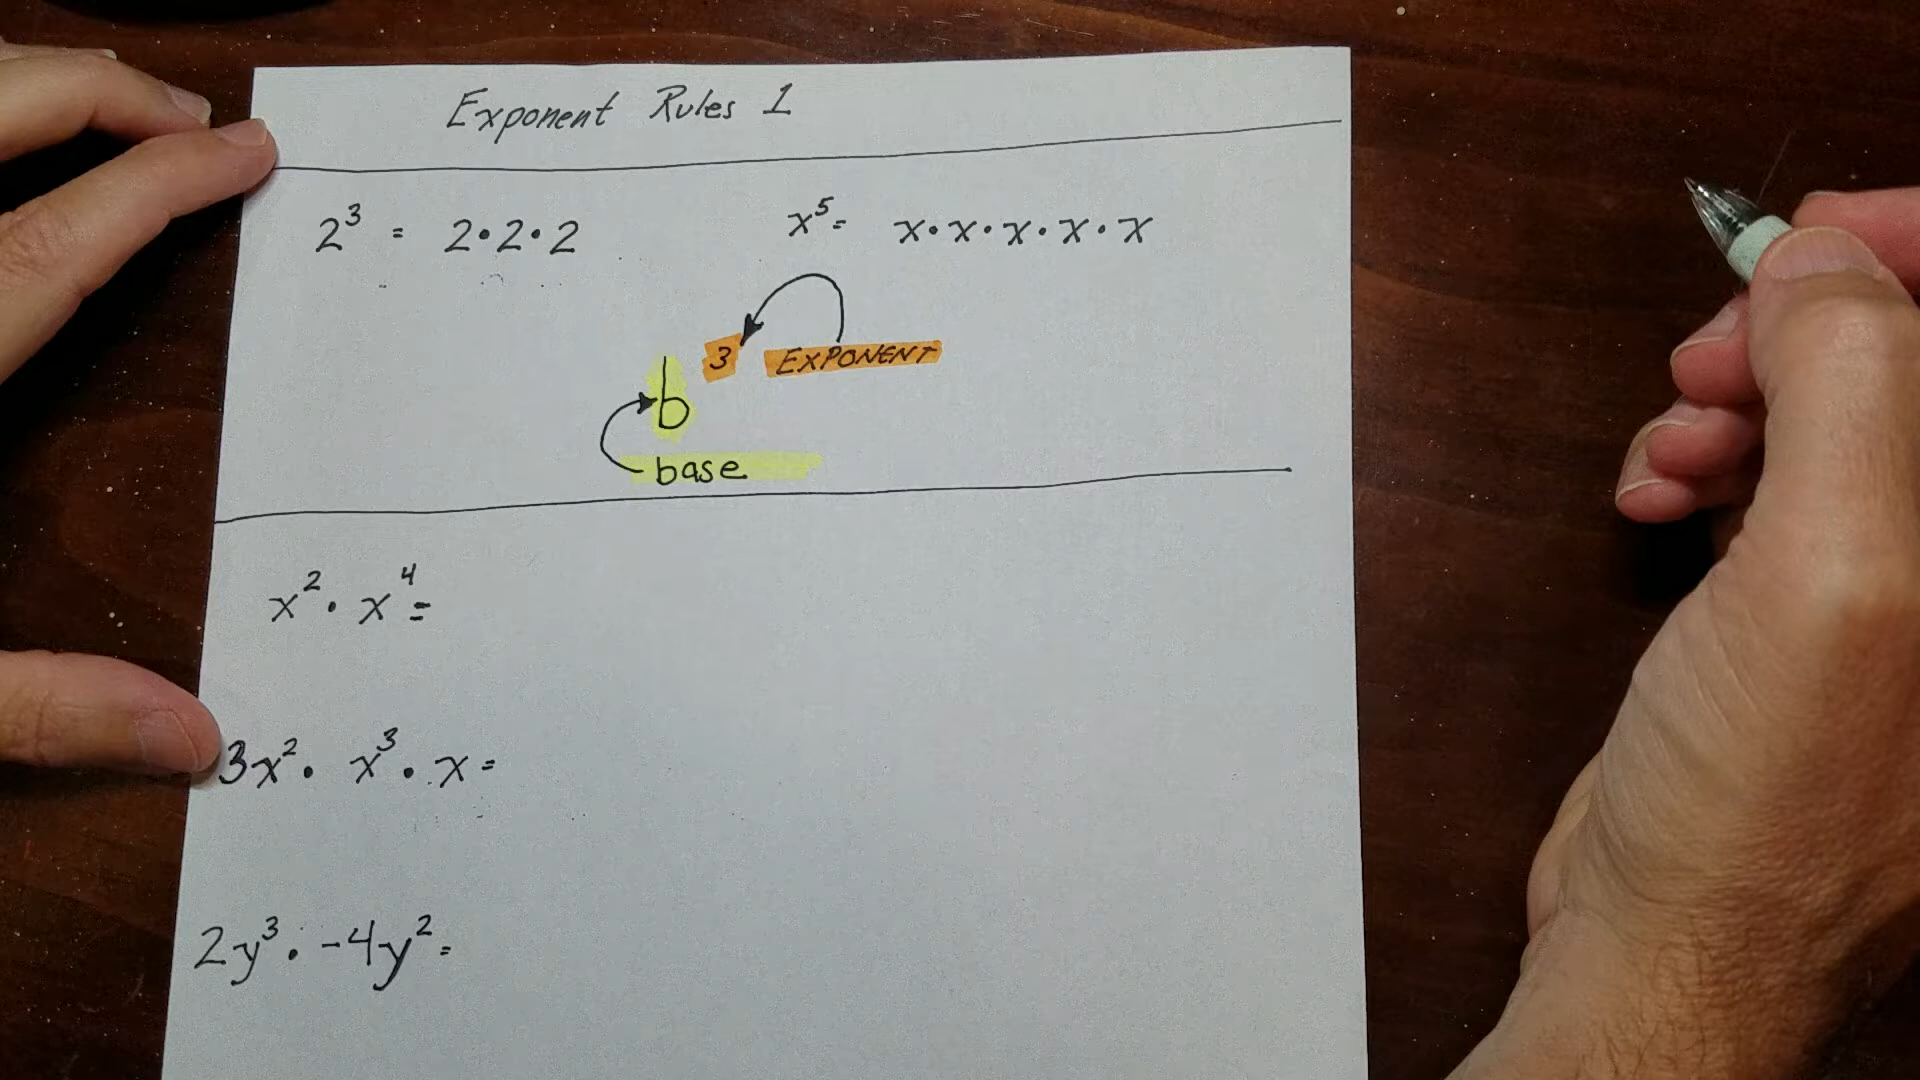 Exponent Rules 1
2³ = 2·2·2 x⁵= x·x·x·x·x
3 EXPONENT
b
base
x²· x⁴=
3x²· x³· x=
2y³· -4y²=